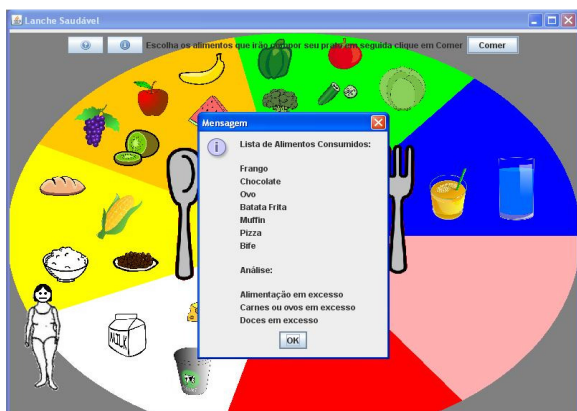 Lanche Saudável
Escolha os alimentos que irão compor seu prato em seguida clique em Comer
Comer
Mensagem
Lista de Alimentos Consumidos:
Frango
Chocolate
Ovo
Batata Frita
Muffin
Pizza
Bife
Análise:
Alimentação em excesso
Carnes ou ovos em excesso
Doces em excesso
OK
MILK